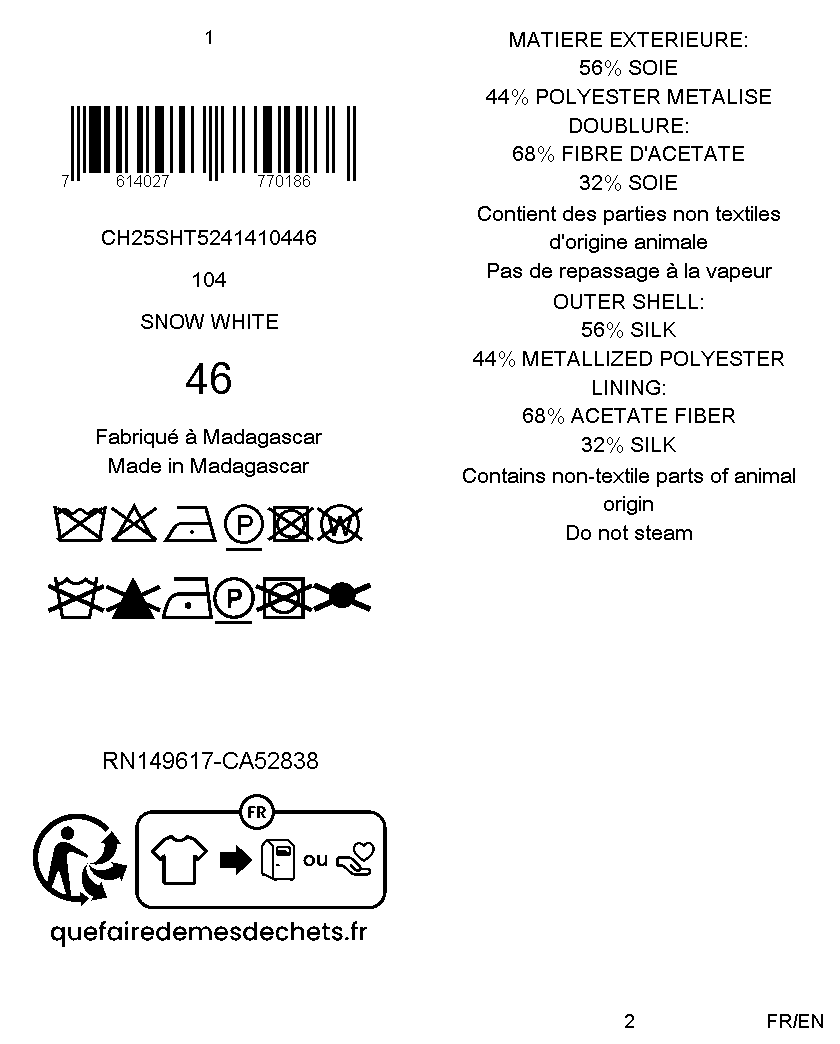 1
7 614027 770186
CH25SHT5241410446
104
SNOW WHITE
46
Fabriqué à Madagascar
Made in Madagascar
P W
P
RN149617-CA52838
FR
ou
quefairedemesdechets.fr
MATIERE EXTERIEURE:
56% SOIE
44% POLYESTER METALISE
DOUBLURE:
68% FIBRE D'ACETATE
32% SOIE
Contient des parties non textiles
d'origine animale
Pas de repassage à la vapeur
OUTER SHELL:
56% SILK
44% METALLIZED POLYESTER
LINING:
68% ACETATE FIBER
32% SILK
Contains non-textile parts of animal
origin
Do not steam
2
FR/EN